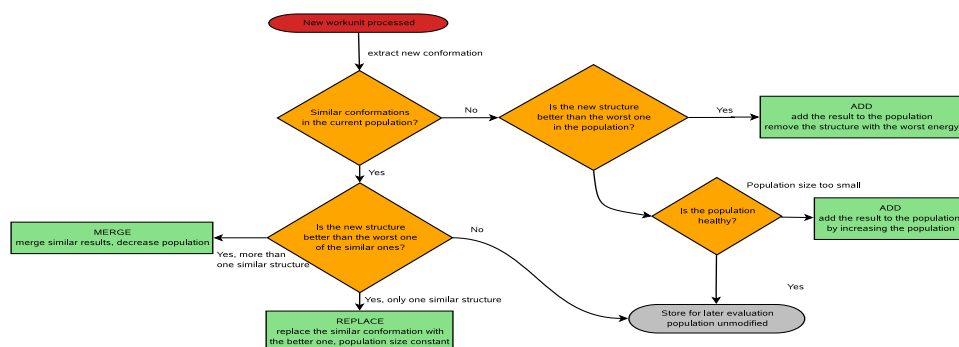 New workunit processed
extract new conformation
Similar conformations
in the current population?
No
Is the new structure
better than the worst one
in the population?
Yes
ADD
add the result to the population
remove the structure with the worst energy
Yes
Population size too small
Is the population
healthy?
ADD
add the result to the population
by increasing the population
MERGE
merge similar results, decrease population
Yes, more than
one similar structure
Is the new structure
better than the worst one
of the similar ones?
No
Yes
Yes, only one similar structure
Store for later evaluation
population unmodified
REPLACE
replace the similar conformation with
the better one, population size constant